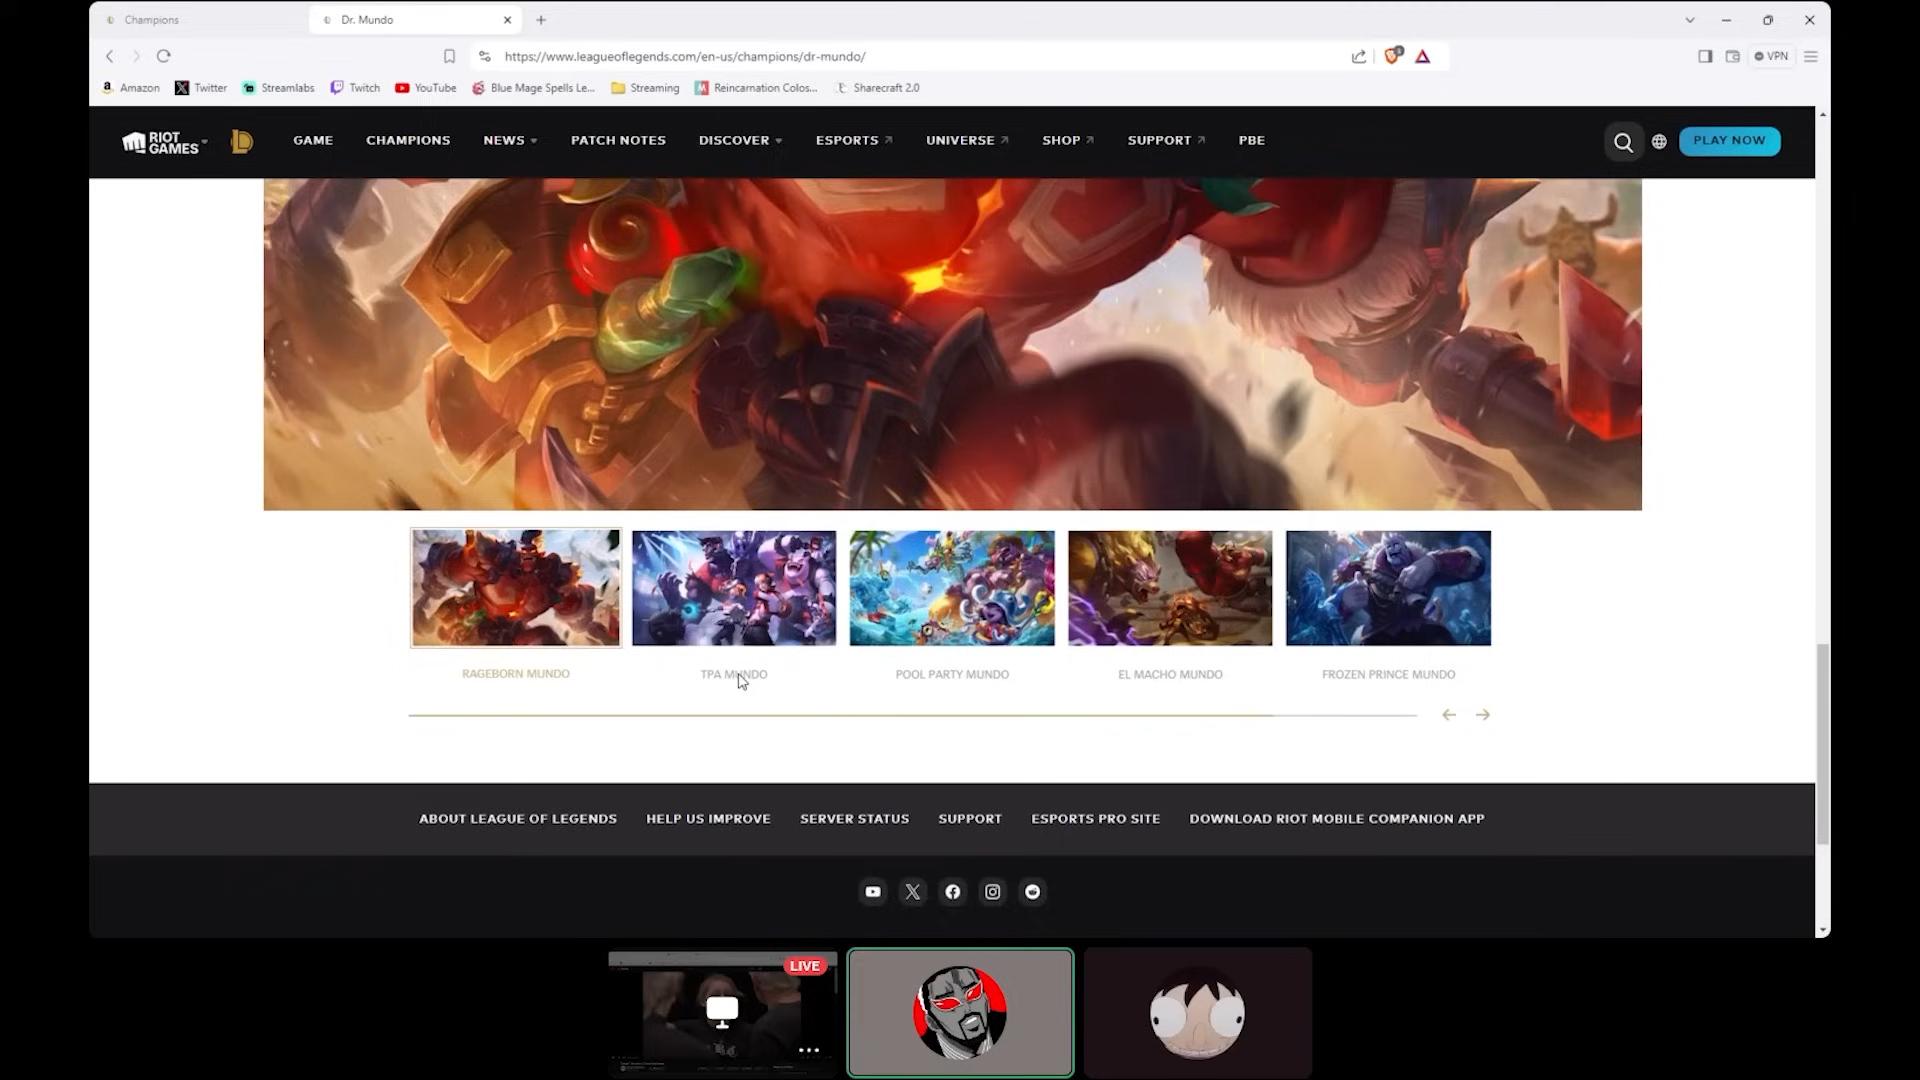 Champions
Dr. Mundo
https://www.leagueoflegends.com/en-us/champions/dr-mundo/
VPN
Amazon
Twitter
Streamlabs
Twitch
YouTube
Blue Mage Spells Le...
Streaming
Reincarnation Colos...
Sharecraft 2.0
RIOT
GAMES
GAME
CHAMPIONS
NEWS
PATCH NOTES
DISCOVER
ESPORTS
UNIVERSE
SHOP
SUPPORT
PBE
PLAY NOW
RAGEBORN MUNDO
TPA MUNDO
POOL PARTY MUNDO
EL MACHO MUNDO
FROZEN PRINCE MUNDO
ABOUT LEAGUE OF LEGENDS
HELP US IMPROVE
SERVER STATUS
SUPPORT
ESPORTS PRO SITE
DOWNLOAD RIOT MOBILE COMPANION APP
LIVE